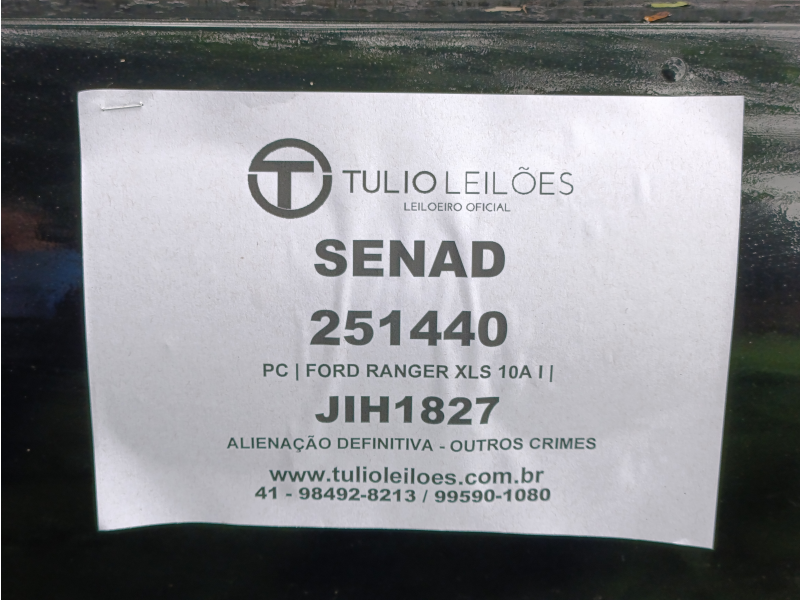 TULIO LEILÕES
LEILOEIRO OFICIAL
SENAD
251440
PC | FORD RANGER XLS 10A I |
JIH1827
ALIENAÇÃO DEFINITIVA - OUTROS CRIMES
www.tulioleiloes.com.br
41 - 98492-8213 / 99590-1080